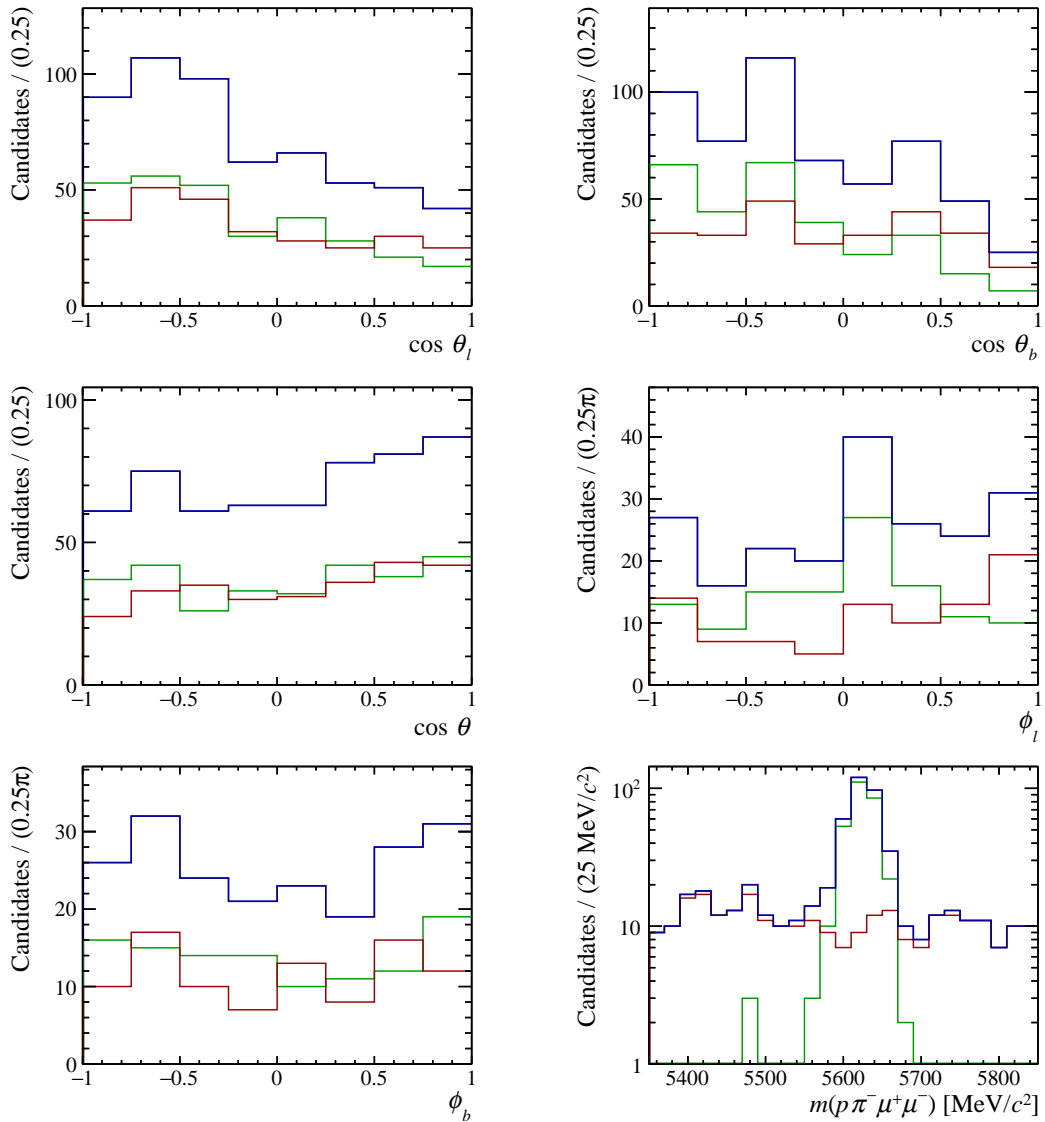 Candidates / (0.25)
100
50
0
−1 −0.5 0 0.5 1
cos θ_l
Candidates / (0.25)
100
50
0
−1 −0.5 0 0.5 1
cos θ_b
Candidates / (0.25)
100
50
0
−1 −0.5 0 0.5 1
cos θ
Candidates / (0.25π)
40
30
20
10
0
−1 −0.5 0 0.5 1
ϕ_l
Candidates / (0.25π)
30
20
10
0
−1 −0.5 0 0.5 1
ϕ_b
Candidates / (25 MeV/c²)
10²
10
1
5400 5500 5600 5700 5800
m(pπ⁻μ⁺μ⁻) [MeV/c²]